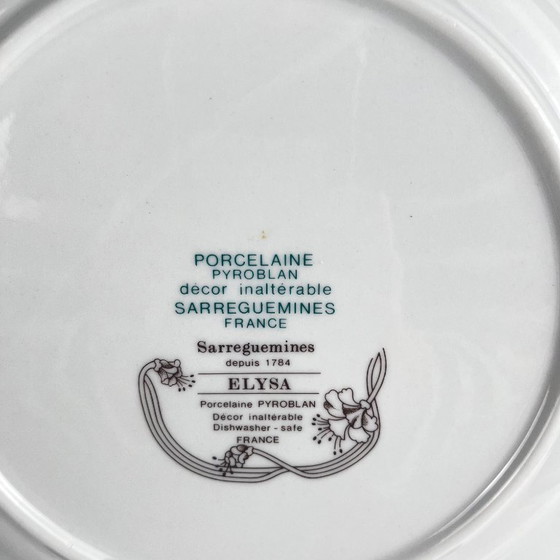 PORCELAINE
PYROBLAN
décor inaltérable
SARREGUEMINES
FRANCE
Sarreguemines
depuis 1784
ELYSA
Porcelaine PYROBLAN
Décor inaltérable
Dishwasher - safe
FRANCE